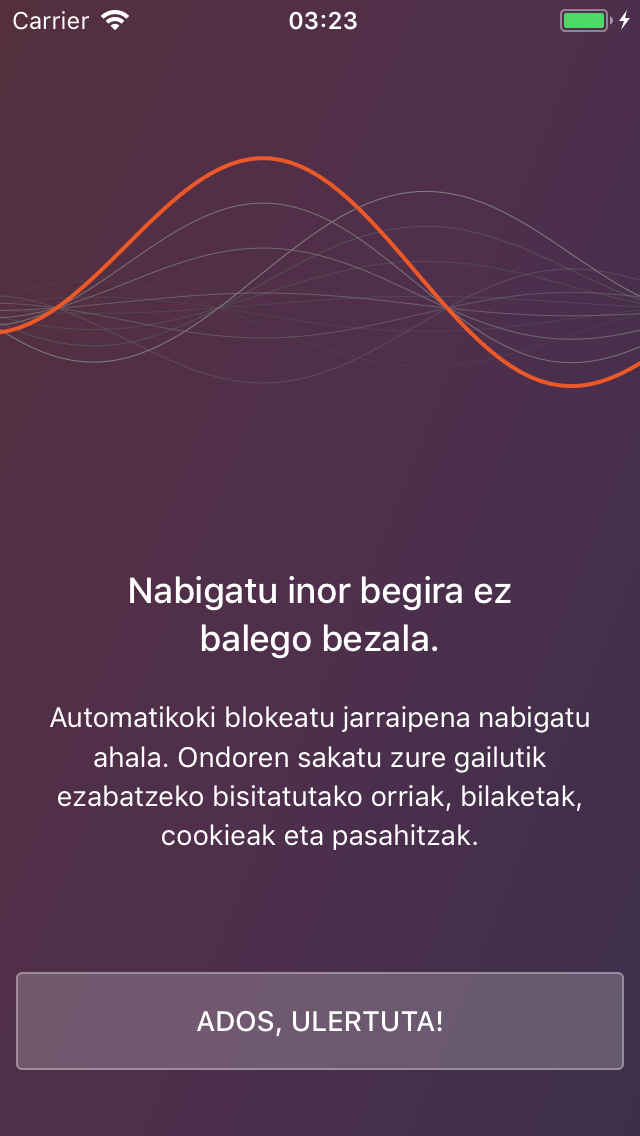 Carrier 03:23
Nabigatu inor begira ez
balego bezala.
Automatikoki blokeatu jarraipena nabigatu
ahala. Ondoren sakatu zure gailutik
ezabatzeko bisitatutako orriak, bilaketak,
cookieak eta pasahitzak.
ADOS, ULERTUTA!